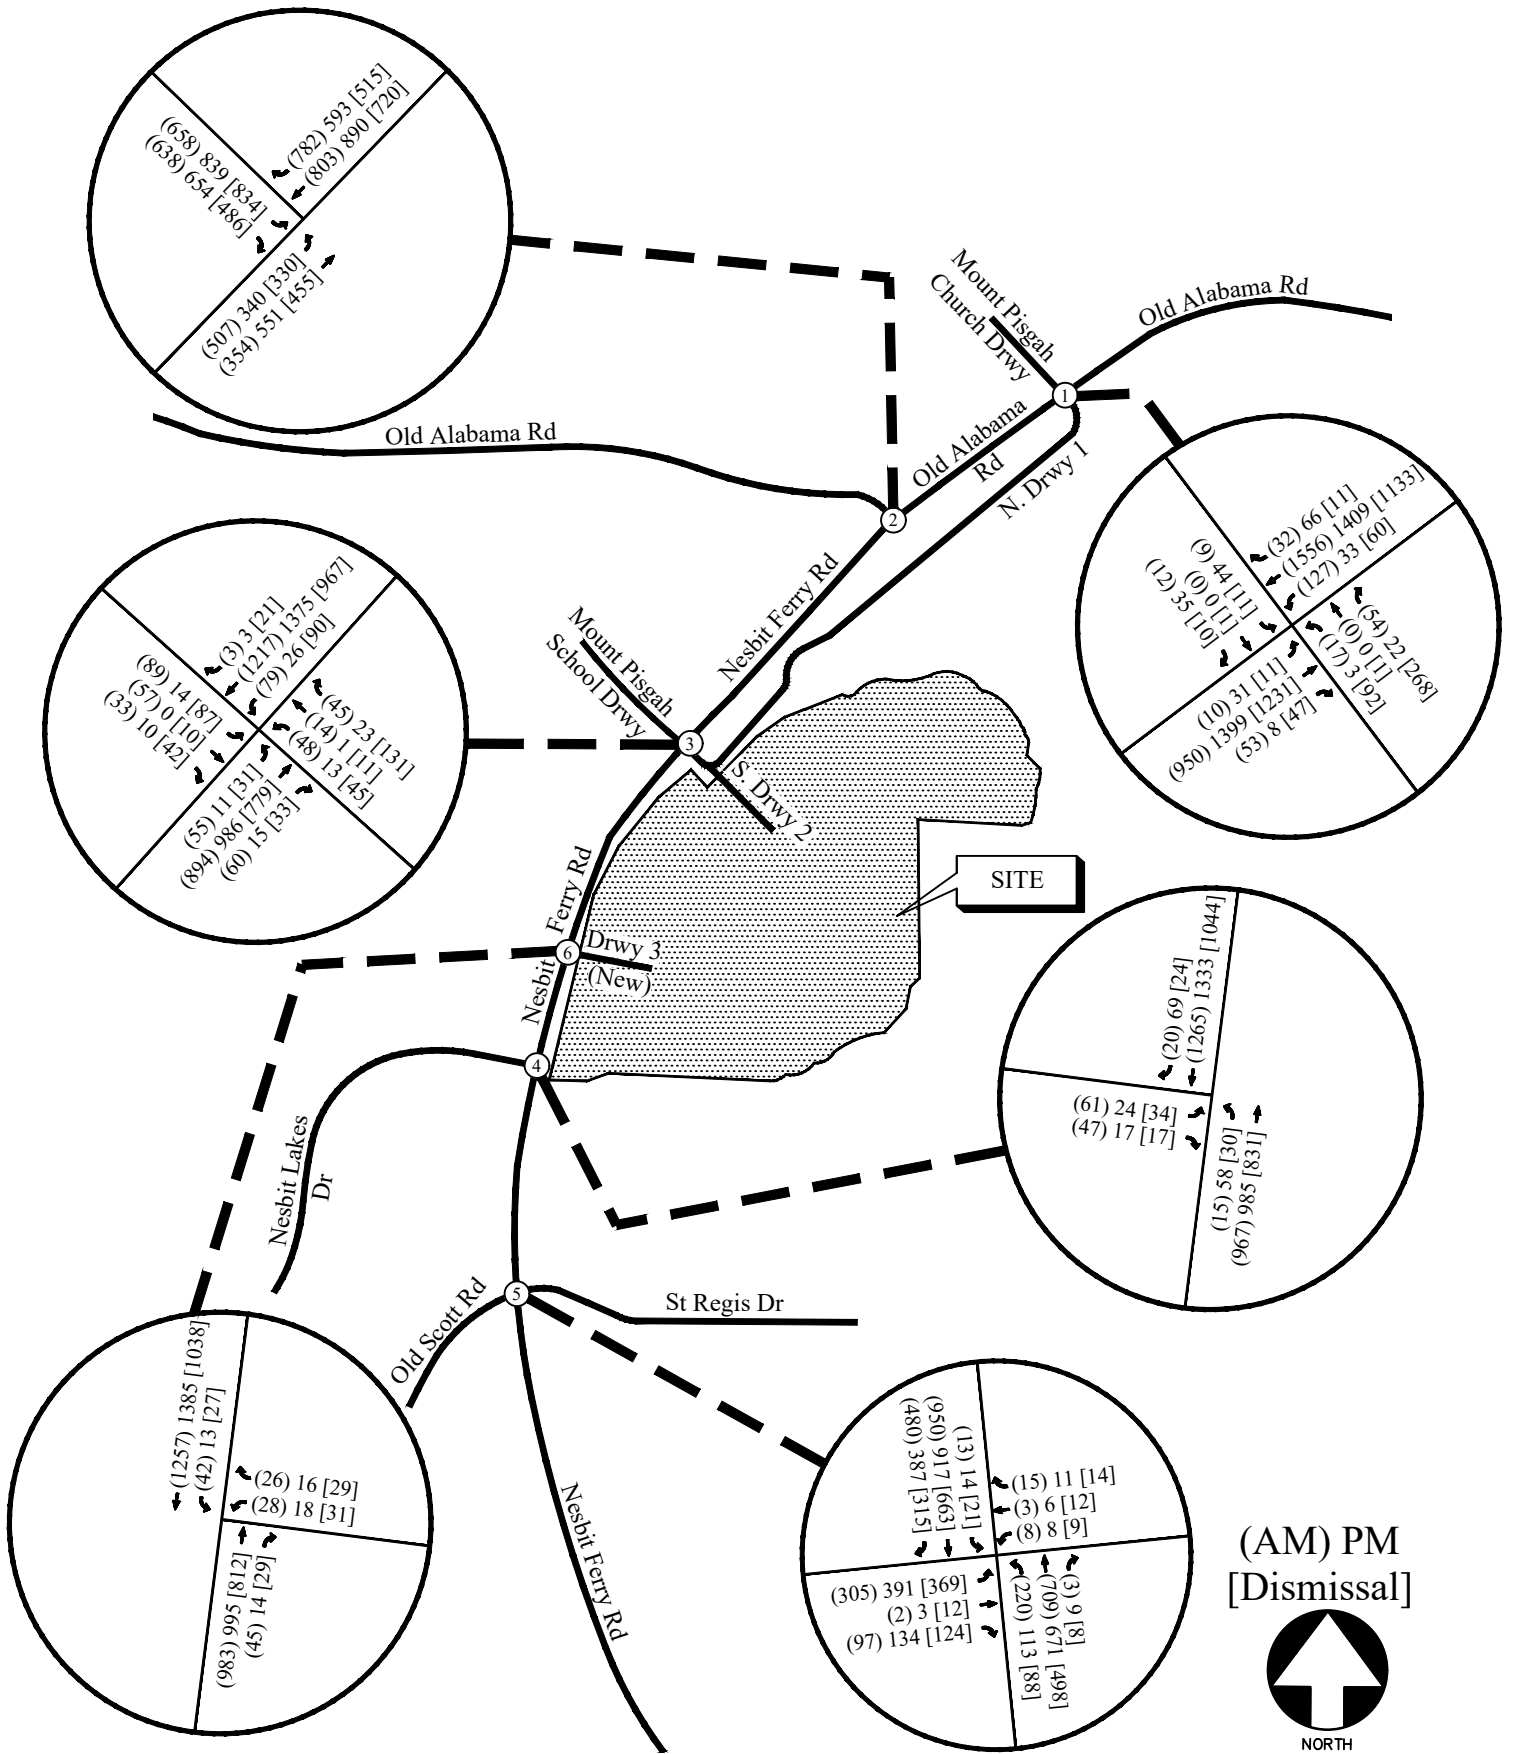 (782) 593 [515]
(803) 890 [720]
(658) 839 [834]
(638) 654 [486]
(507) 340 [330]
(354) 551 [455]
Mount Pisgah
Church Drwy
Old Alabama Rd
1
Old Alabama Rd
Old Alabama
Rd
N. Drwy 1
2
(32) 66 [11]
(1556) 1409 [1133]
(127) 33 [60]
(9) 44 [11]
(0) 0 [1]
(12) 35 [10]
(54) 22 [268]
(0) 0 [1]
(17) 3 [92]
(10) 31 [11]
(950) 1399 [1231]
(53) 8 [47]
Nesbit Ferry Rd
Mount Pisgah
School Drwy
3
S. Drwy 2
(3) 3 [21]
(1217) 1375 [967]
(79) 26 [90]
(89) 14 [87]
(57) 0 [10]
(33) 10 [42]
(45) 23 [131]
(14) 1 [11]
(48) 13 [45]
(55) 11 [31]
(894) 986 [779]
(60) 15 [33]
SITE
Nesbit Ferry Rd
6
Drwy 3
(New)
4
(20) 69 [24]
(1265) 1333 [1044]
(61) 24 [34]
(47) 17 [17]
(15) 58 [30]
(967) 985 [831]
Nesbit Lakes
Dr
5
Old Scott Rd
St Regis Dr
(1257) 1385 [1038]
(42) 13 [27]
(26) 16 [29]
(28) 18 [31]
(983) 995 [812]
(45) 14 [29]
Nesbit Ferry Rd
(480) 387 [315]
(950) 917 [663]
(13) 14 [21]
(15) 11 [14]
(3) 6 [12]
(8) 8 [9]
(305) 391 [369]
(2) 3 [12]
(97) 134 [124]
(220) 113 [88]
(709) 671 [498]
(3) 9 [8]
(AM) PM
[Dismissal]
NORTH